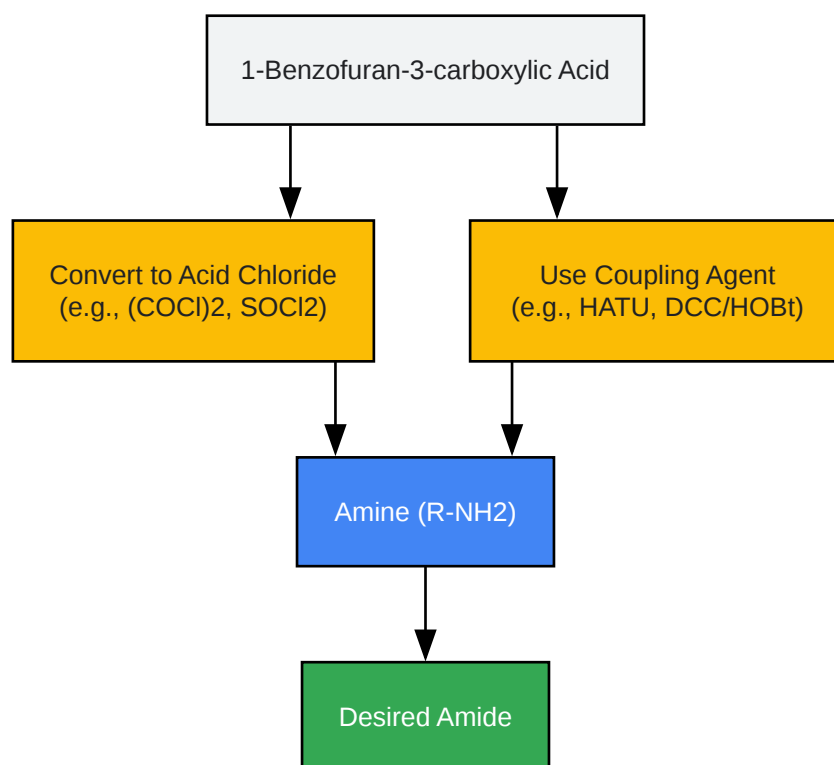 1-Benzofuran-3-carboxylic Acid
Convert to Acid Chloride
(e.g., (COCl)2, SOCl2)
Use Coupling Agent
(e.g., HATU, DCC/HOBt)
Amine (R-NH2)
Desired Amide